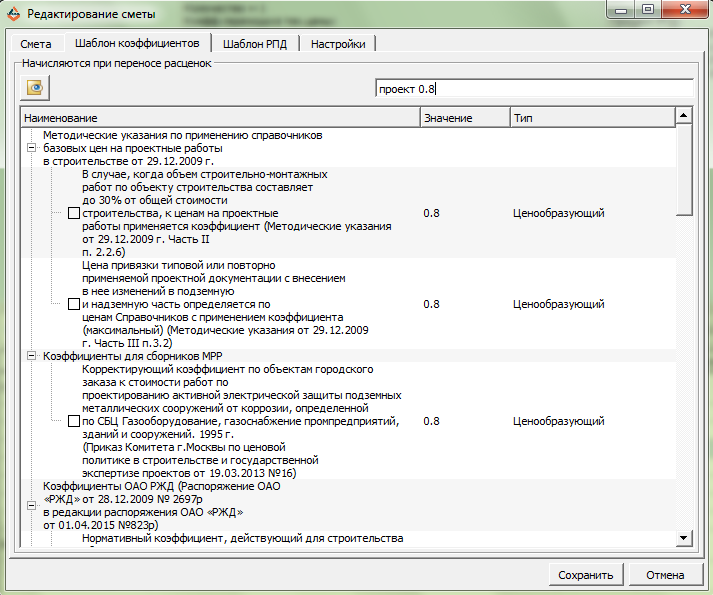 Редактирование сметы
Смета
Шаблон коэффициентов
Шаблон РПД
Настройки
Начисляются при переносе расценок
проект 0.8
Наименование
Значение
Тип
Методические указания по применению справочников
базовых цен на проектные работы
в строительстве от 29.12.2009 г.
В случае, когда объем строительно-монтажных
работ по объекту строительства составляет
до 30% от общей стоимости
строительства, к ценам на проектные
работы применяется коэффициент (Методические указания
от 29.12.2009 г. Часть II
п. 2.2.6)
0.8
Ценообразующий
Цена привязки типовой или повторно
применяемой проектной документации с внесением
в нее изменений в подземную
и надземную часть определяется по
ценам Справочников с применением коэффициента
(максимальный) (Методические указания от 29.12.2009
г. Часть III п.3.2)
0.8
Ценообразующий
Коэффициенты для сборников МРР
Корректирующий коэффициент по объектам городского
заказа к стоимости работ по
проектированию активной электрической защиты подземных
металлических сооружений от коррозии, определенной
по СБЦ Газооборудование, газоснабжение промпредприятий,
зданий и сооружений. 1995 г.
(Приказ Комитета г.Москвы по ценовой
политике в строительстве и государственной
экспертизе проектов от 19.03.2013 №16)
0.8
Ценообразующий
Коэффициенты ОАО РЖД (Распоряжение ОАО
«РЖД» от 28.12.2009 № 2697р
в редакции распоряжения ОАО «РЖД»
от 01.04.2015 №823р)
Нормативный коэффициент, действующий для строительства
Сохранить
Отмена